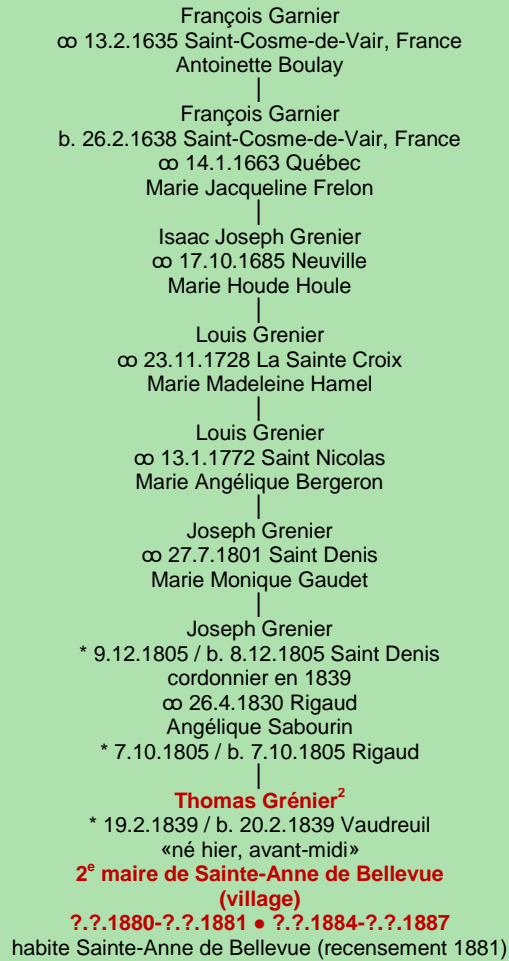 François Garnier
ꝏ 13.2.1635 Saint-Cosme-de-Vair, France
Antoinette Boulay
|
François Garnier
b. 26.2.1638 Saint-Cosme-de-Vair, France
ꝏ 14.1.1663 Québec
Marie Jacqueline Frelon
|
Isaac Joseph Grenier
ꝏ 17.10.1685 Neuville
Marie Houde Houle
|
Louis Grenier
ꝏ 23.11.1728 La Sainte Croix
Marie Madeleine Hamel
|
Louis Grenier
ꝏ 13.1.1772 Saint Nicolas
Marie Angélique Bergeron
|
Joseph Grenier
ꝏ 27.7.1801 Saint Denis
Marie Monique Gaudet
|
Joseph Grenier
* 9.12.1805 / b. 8.12.1805 Saint Denis
cordonnier en 1839
ꝏ 26.4.1830 Rigaud
Angélique Sabourin
* 7.10.1805 / b. 7.10.1805 Rigaud
|
Thomas Grénier²
* 19.2.1839 / b. 20.2.1839 Vaudreuil
«né hier, avant-midi»
2e maire de Sainte-Anne de Bellevue
(village)
?.?.1880-?.?.1881 ● ?.?.1884-?.?.1887
habite Sainte-Anne de Bellevue (recensement 1881)